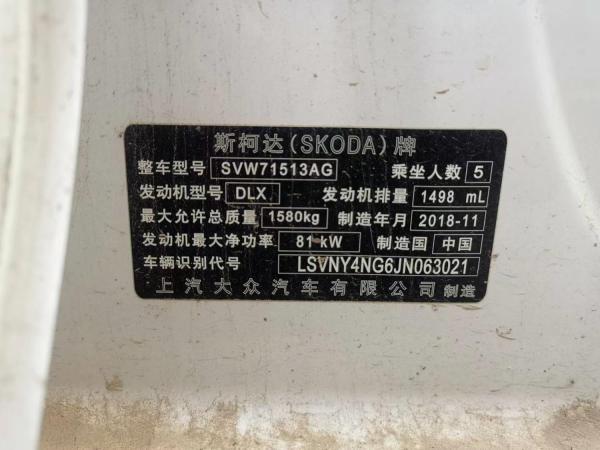 斯柯达(SKODA)牌
整车型号 SVW71513AG 乘坐人数 5
发动机型号 DLX 发动机排量 1498 mL
最大允许总质量 1580kg 制造年月 2018-11
发动机最大净功率 81 kW 制造国 中国
车辆识别代号 LSVNY4NG6JN063021
上汽大众汽车有限公司 制造